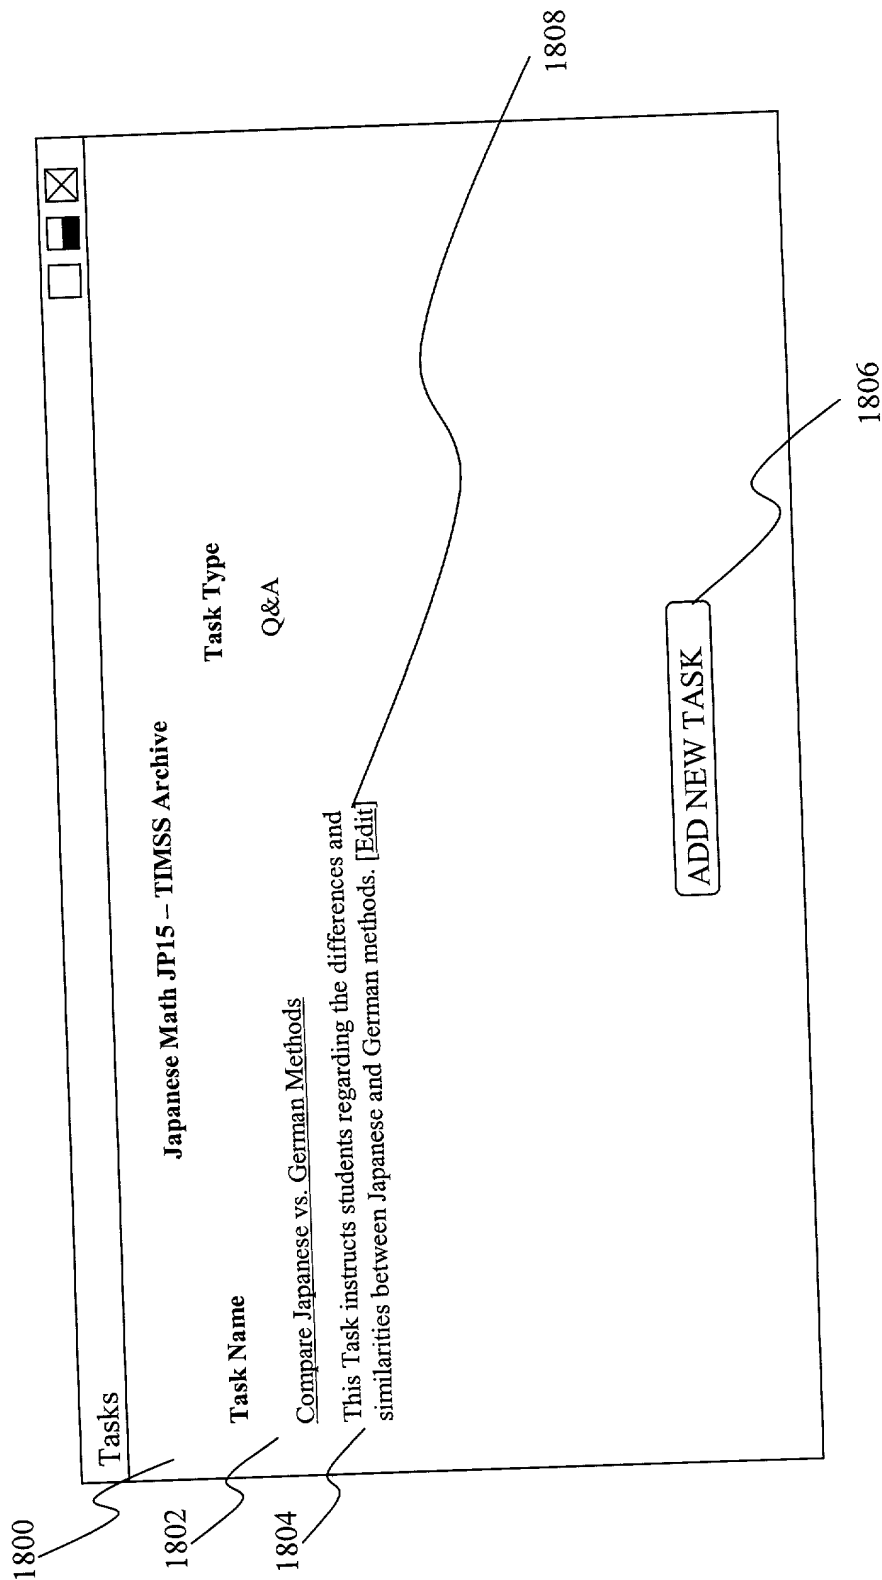 Tasks
Japanese Math JP15 – TIMSS Archive
Task Name
Task Type
Compare Japanese vs. German Methods
Q&A
This Task instructs students regarding the differences and
similarities between Japanese and German methods. [Edit]
ADD NEW TASK
1800
1802
1804
1808
1806